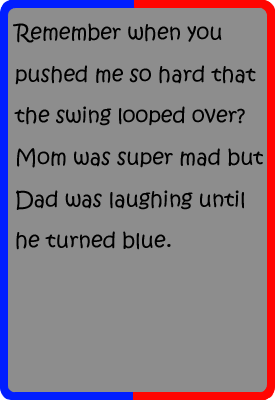 Remember when you
pushed me so hard that
the swing looped over?
Mom was super mad but
Dad was laughing until
he turned blue.